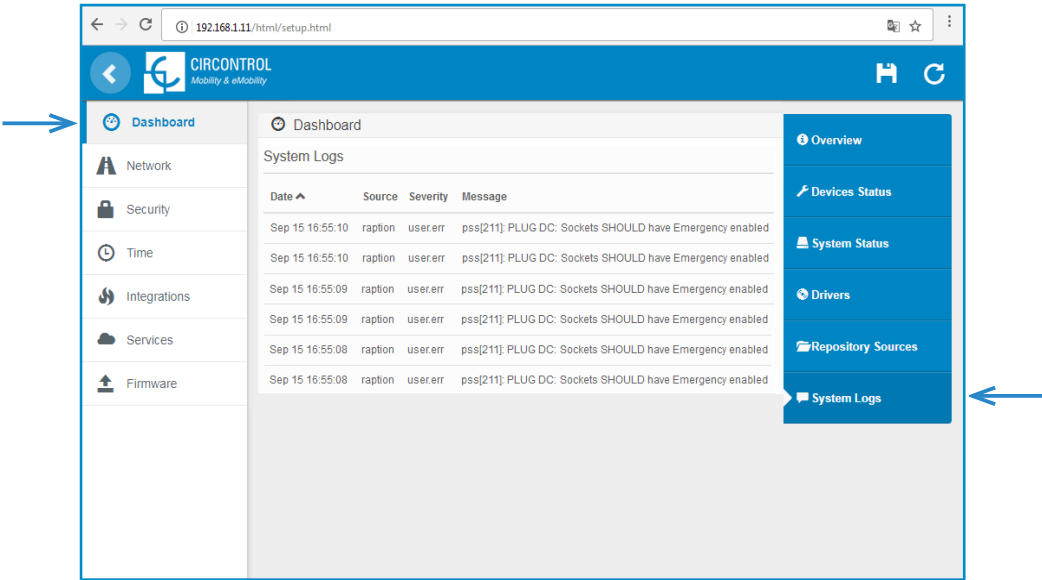 192.168.1.11/html/setup.html
CIRCONTROL
Mobility & eMobility
Dashboard
Network
Security
Time
Integrations
Services
Firmware
Dashboard
System Logs
Date Source Severity Message
Sep 15 16:55:10 raption user.err pss[211]: PLUG DC: Sockets SHOULD have Emergency enabled
Sep 15 16:55:10 raption user.err pss[211]: PLUG DC: Sockets SHOULD have Emergency enabled
Sep 15 16:55:09 raption user.err pss[211]: PLUG DC: Sockets SHOULD have Emergency enabled
Sep 15 16:55:09 raption user.err pss[211]: PLUG DC: Sockets SHOULD have Emergency enabled
Sep 15 16:55:08 raption user.err pss[211]: PLUG DC: Sockets SHOULD have Emergency enabled
Sep 15 16:55:08 raption user.err pss[211]: PLUG DC: Sockets SHOULD have Emergency enabled
Overview
Devices Status
System Status
Drivers
Repository Sources
System Logs